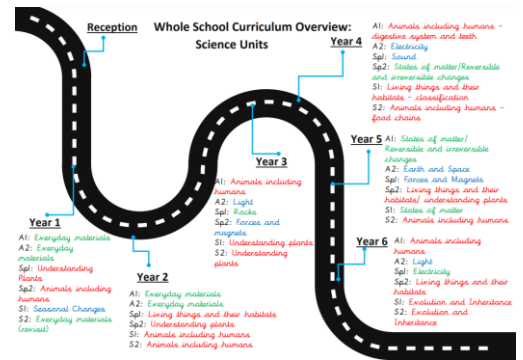 Reception
Whole School Curriculum Overview:
Science Units
Year 4
A1: Animals including humans -
digestive system and teeth
A2: Electricity
Sp1: Sound
Sp2: States of matter/Reversible
and irreversible changes
S1: Living things and their
habitats - classification
S2: Animals including humans -
food chains
Year 5
A1: States of matter/
Reversible and irreversible
changes
A2: Earth and Space
Sp1: Forces and Magnets
Sp2: Living things and their
habitats/ understanding plants
S1: States of matter
S2: Animals including humans
Year 3
A1: Animals including
humans
A2: Light
Sp1: Rocks
Sp2: Forces and
magnets
S1: Understanding plants
S2: Understanding
plants
Year 1
A1: Everyday materials
A2: Everyday
materials
Sp1: Understanding
Plants
Sp2: Animals including
humans
S1: Seasonal Changes
S2: Everyday materials
(revisit)
Year 2
A1: Everyday materials
A2: Everyday materials
Sp1: Living things and their habitats
Sp2: Understanding plants
S1: Animals including humans
S2: Animals including humans
Year 6
A1: Animals including
humans
A2: Light
Sp1: Electricity
Sp2: Living things and their
habitats
S1: Evolution and Inheritance
S2: Evolution and
Inheritance